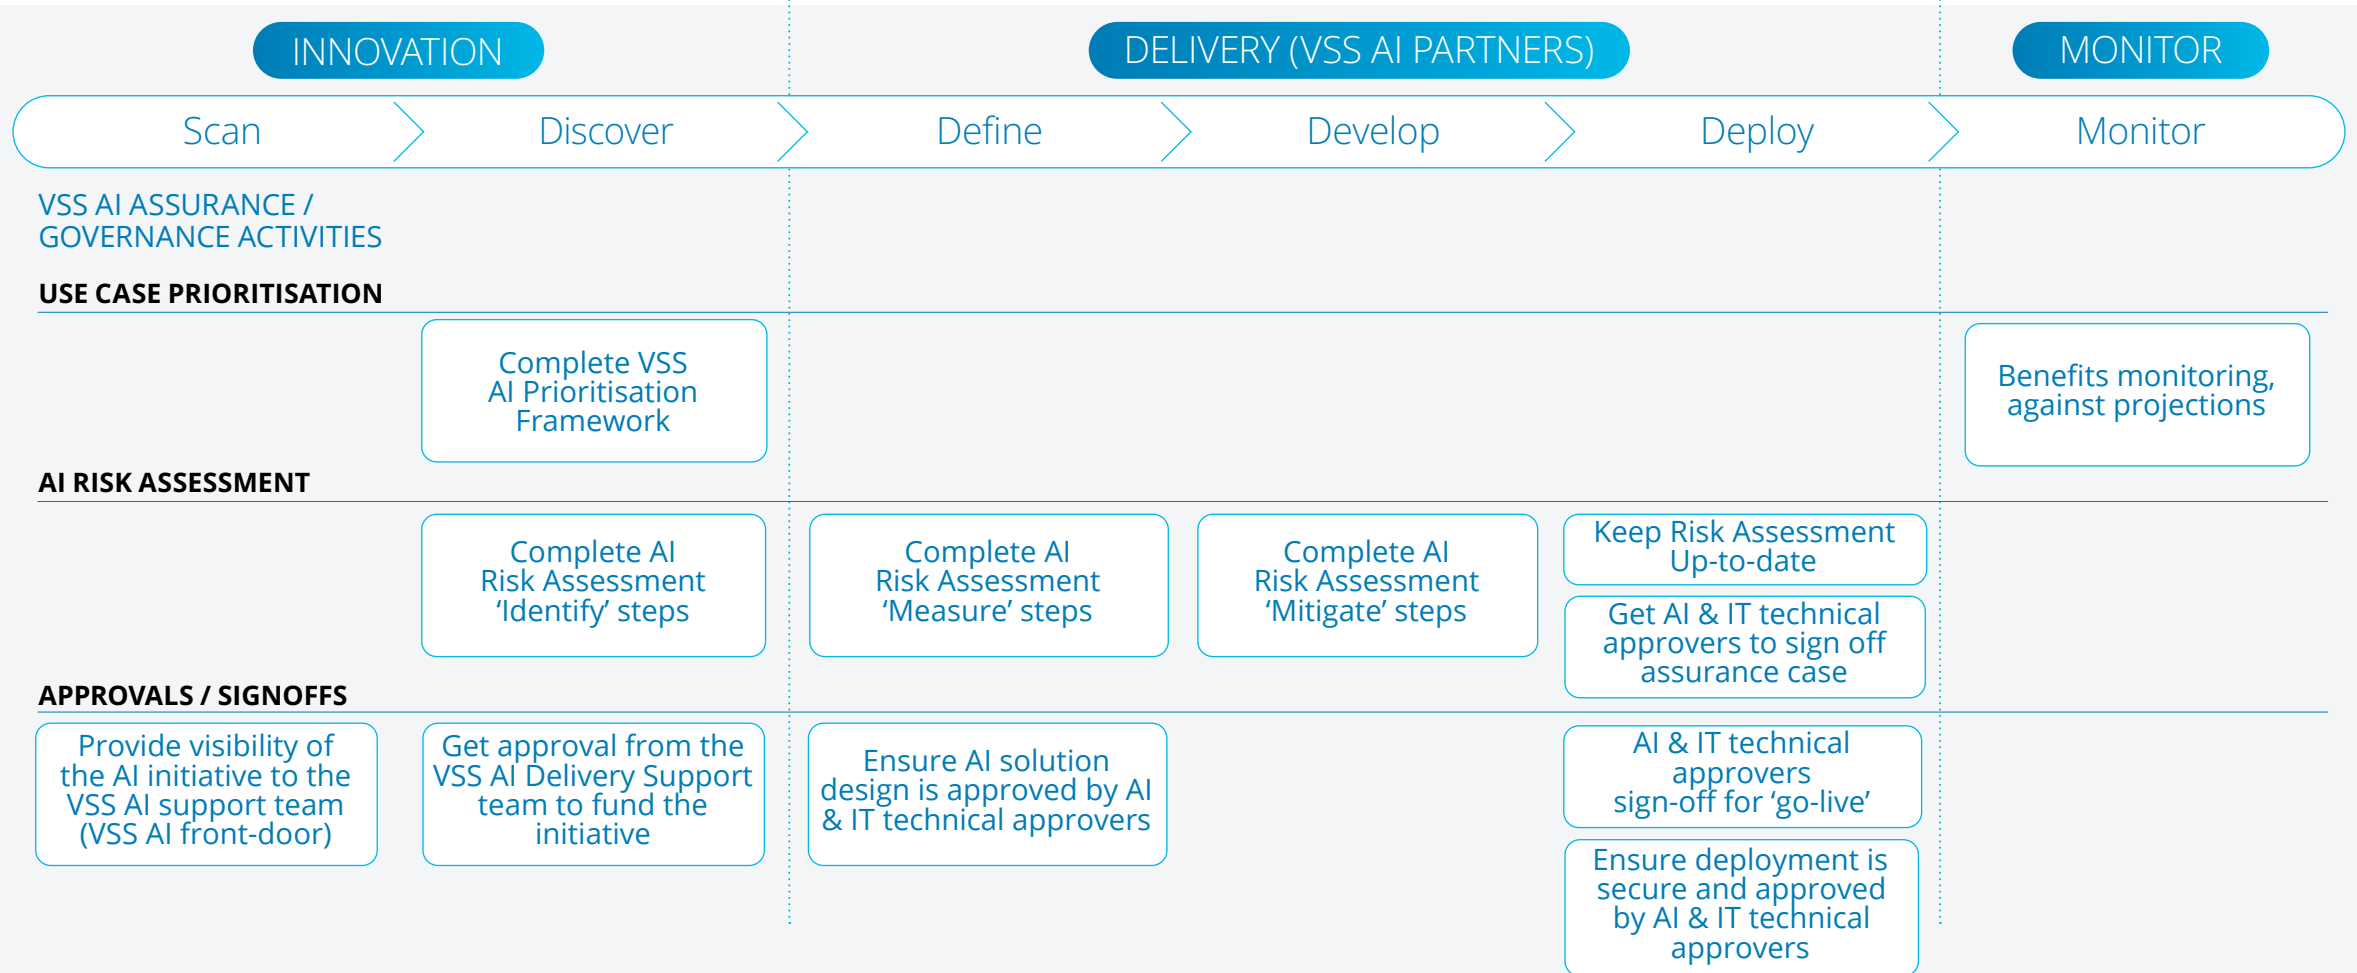 INNOVATION
DELIVERY (VSS AI PARTNERS)
MONITOR
Scan
Discover
Define
Develop
Deploy
Monitor
VSS AI ASSURANCE /
GOVERNANCE ACTIVITIES
USE CASE PRIORITISATION
Complete VSS
AI Prioritisation
Framework
Benefits monitoring,
against projections
AI RISK ASSESSMENT
Complete AI
Risk Assessment
‘Identify’ steps
Complete AI
Risk Assessment
‘Measure’ steps
Complete AI
Risk Assessment
‘Mitigate’ steps
Keep Risk Assessment
Up-to-date
Get AI & IT technical
approvers to sign off
assurance case
APPROVALS / SIGNOFFS
Provide visibility of
the AI initiative to the
VSS AI support team
(VSS AI front-door)
Get approval from the
VSS AI Delivery Support
team to fund the
initiative
Ensure AI solution
design is approved by AI
& IT technical approvers
AI & IT technical
approvers
sign-off for ‘go-live’
Ensure deployment is
secure and approved
by AI & IT technical
approvers